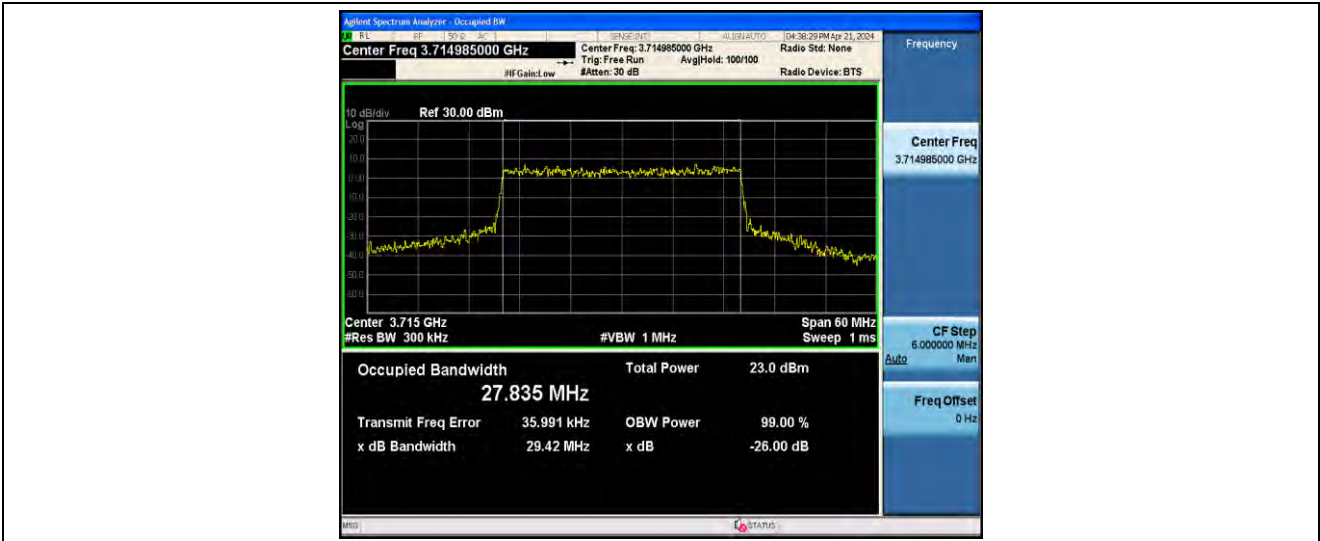 Agilent Spectrum Analyzer - Occupied BW
RL RF 50 Ω AC SENSE:INT ALIGNAUTO 04:38:29 PM Apr 21, 2024
Center Freq 3.714985000 GHz
Center Freq: 3.714985000 GHz Radio Std: None
Trig: Free Run Avg|Hold: 100/100
#IFGain:Low #Atten: 30 dB Radio Device: BTS
10 dB/div Ref 30.00 dBm
Log
20.0
10.0
0.00
-10.0
-20.0
-30.0
-40.0
-50.0
-60.0
Center 3.715 GHz Span 60 MHz
#Res BW 300 kHz #VBW 1 MHz Sweep 1 ms
Occupied Bandwidth Total Power 23.0 dBm
27.835 MHz
Transmit Freq Error 35.991 kHz OBW Power 99.00 %
x dB Bandwidth 29.42 MHz x dB -26.00 dB
MSG STATUS
Frequency
Center Freq
3.714985000 GHz
CF Step
6.000000 MHz
Auto Man
Freq Offset
0 Hz